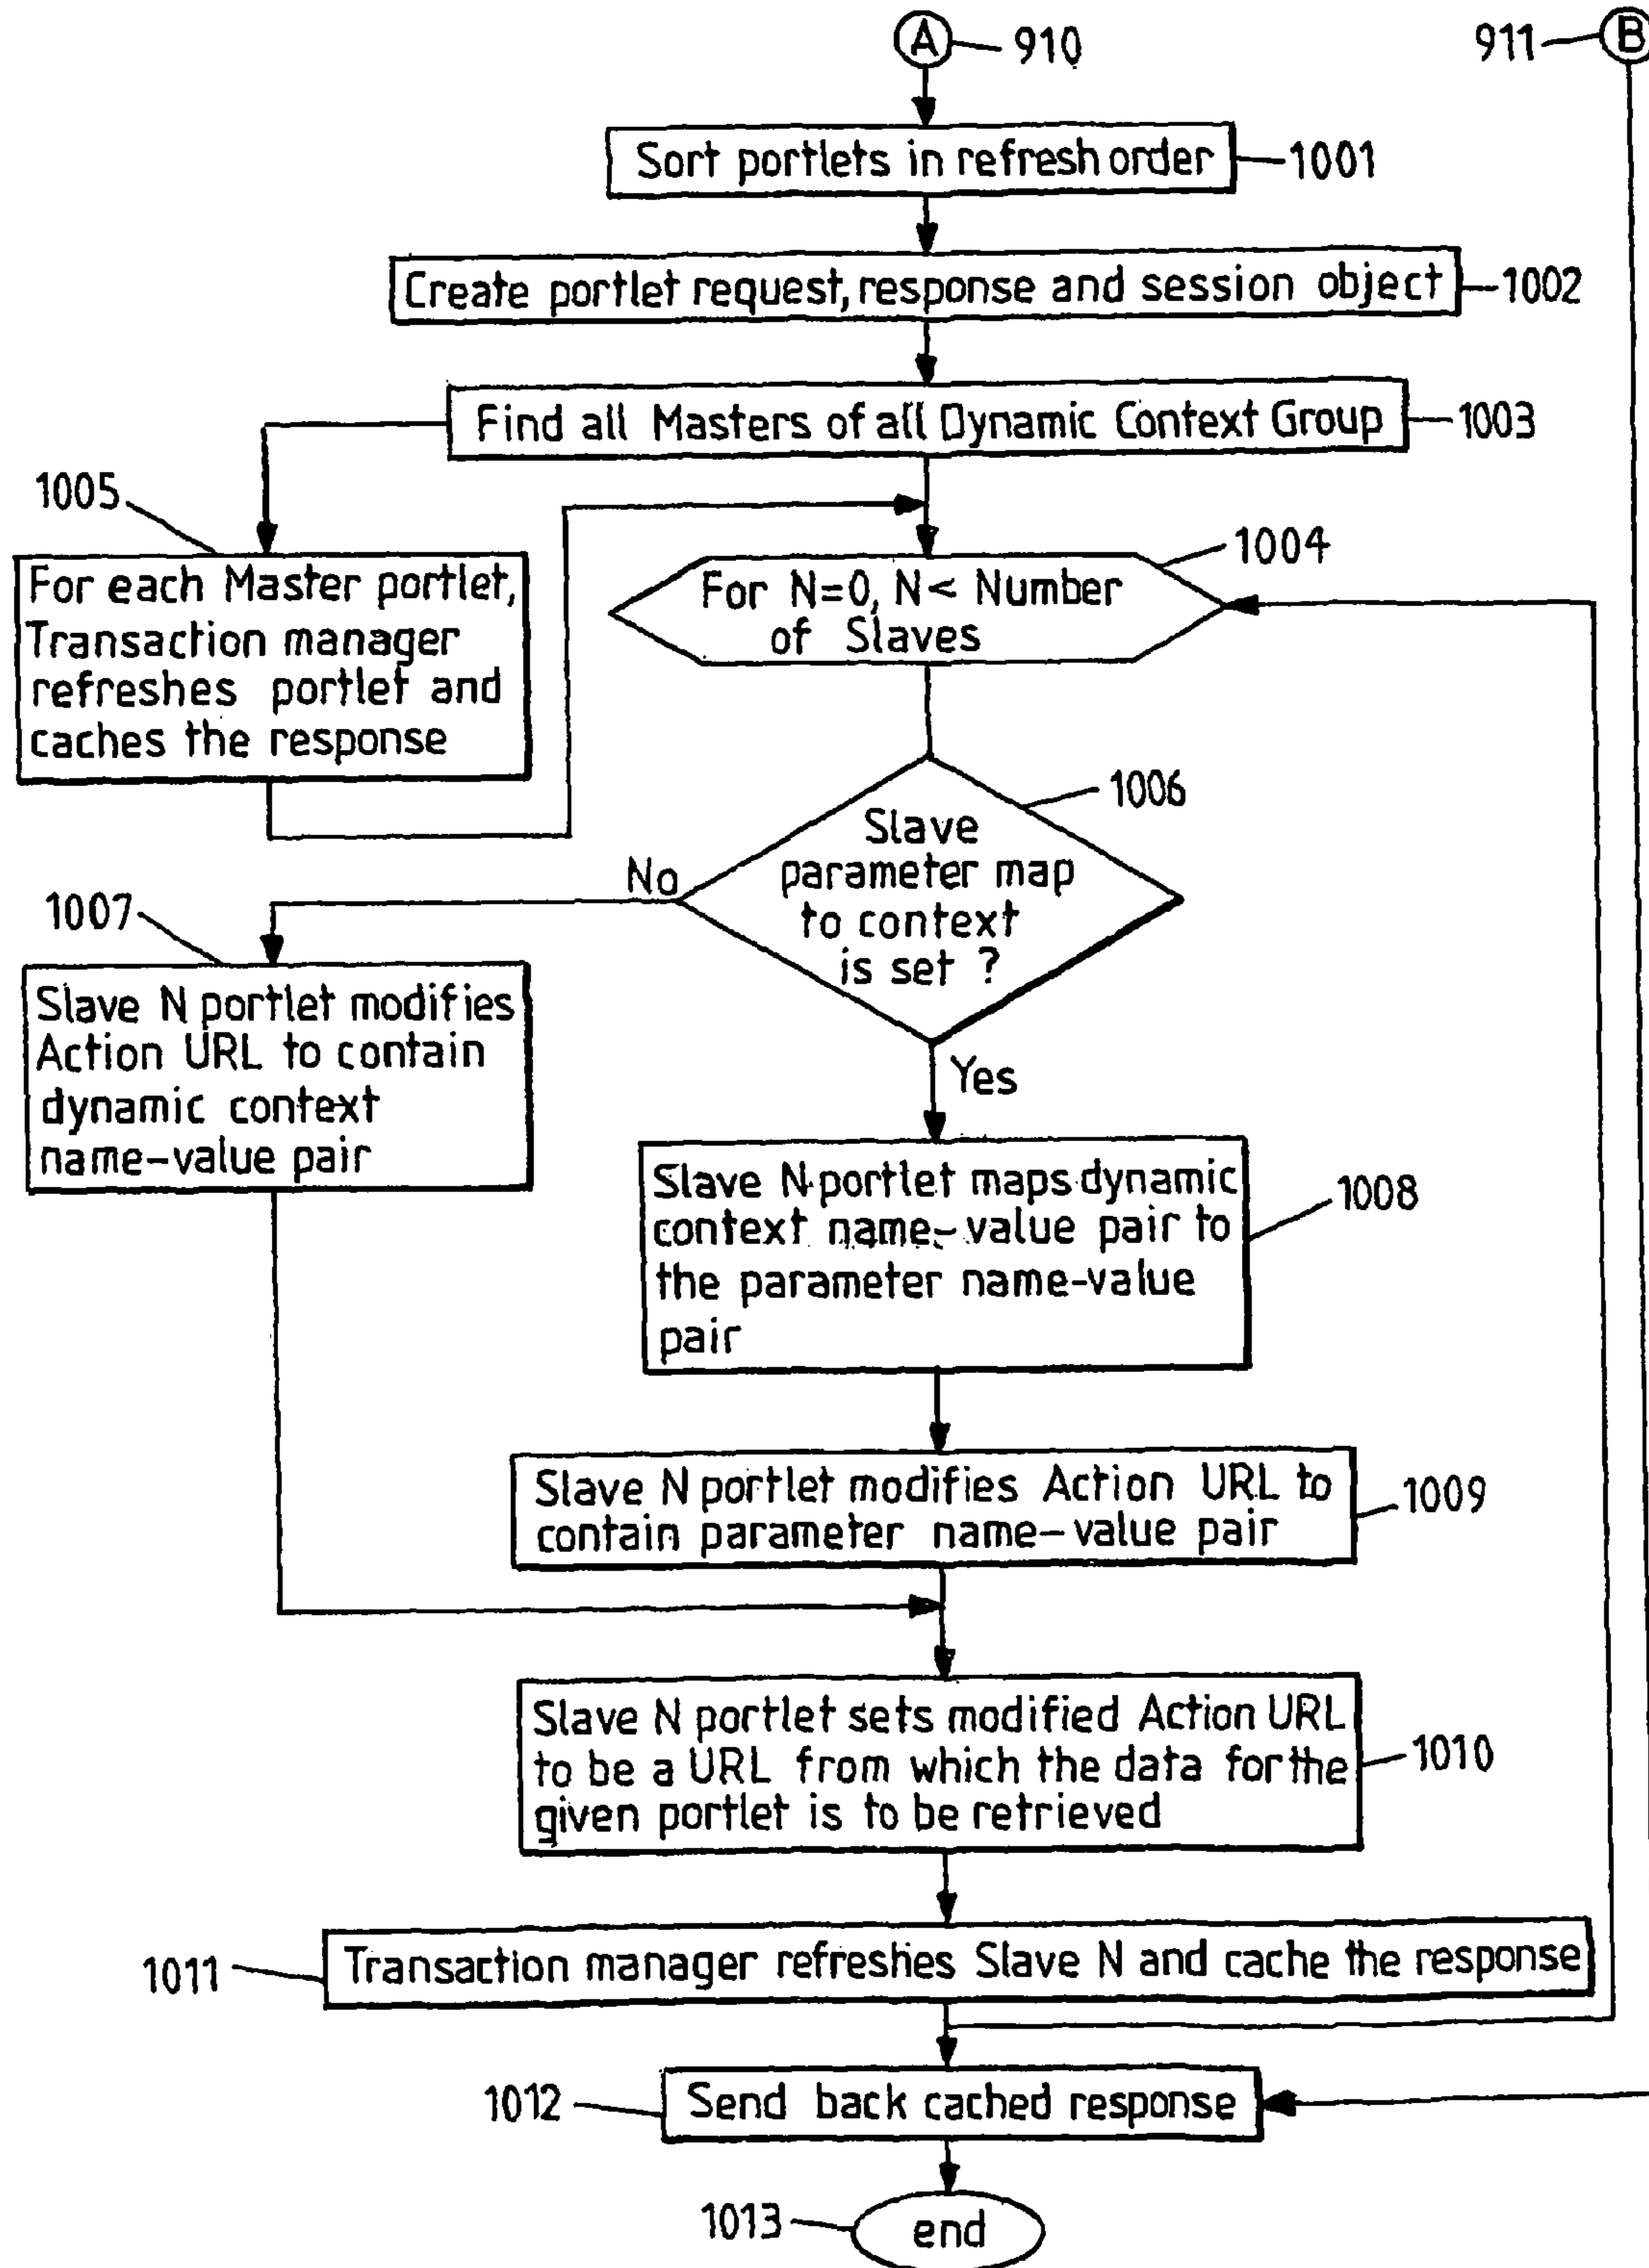 A
910
911
B
Sort portlets in refresh order
1001
Create portlet request, response and session object
1002
Find all Masters of all Dynamic Context Group
1003
1005
For each Master portlet,
Transaction manager
refreshes portlet and
caches the response
1004
For N=0, N< Number
of Slaves
1006
Slave
parameter map
to context
is set ?
No
Yes
1007
Slave N portlet modifies
Action URL to contain
dynamic context
name-value pair
Slave N portlet maps dynamic
context name-value pair to
the parameter name-value
pair
1008
Slave N portlet modifies Action URL to
contain parameter name-value pair
1009
Slave N portlet sets modified Action URL
to be a URL from which the data for the
given portlet is to be retrieved
1010
1011
Transaction manager refreshes Slave N and cache the response
1012
Send back cached response
1013
end